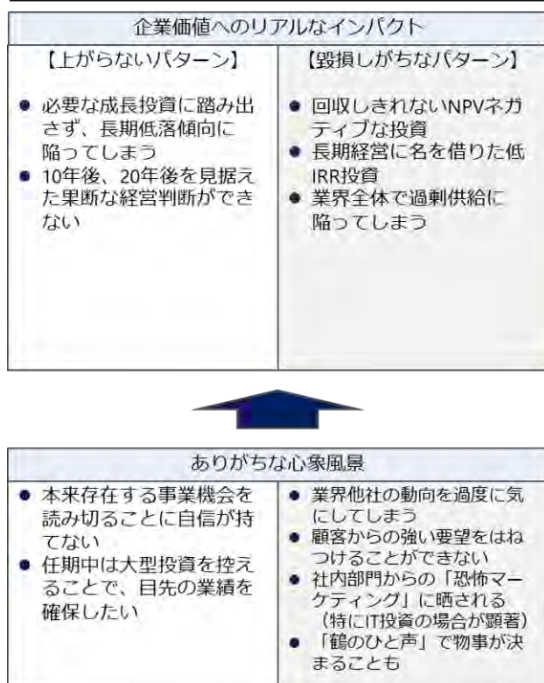 企業価値へのリアルなインパクト
【上がらないパターン】
● 必要な成長投資に踏み出
さず、長期低落傾向に
陥ってしまう
● 10年後、20年後を見据え
た果断な経営判断ができ
ない
【毀損しがちなパターン】
● 回収しきれないNPVネガ
ティブな投資
● 長期経営に名を借りた低
IRR投資
● 業界全体で過剰供給に
陥ってしまう
ありがちな心象風景
● 本来存在する事業機会を
読み切ることに自信が持
てない
● 任期中は大型投資を控え
ることで、目先の業績を
確保したい
● 業界他社の動向を過度に気
にしてしまう
● 顧客からの強い要望をはね
つけることができない
● 社内部門からの「恐怖マー
ケティング」に晒される
（特にIT投資の場合が顕著）
● 「鶴のひと声」で物事が決
まることも